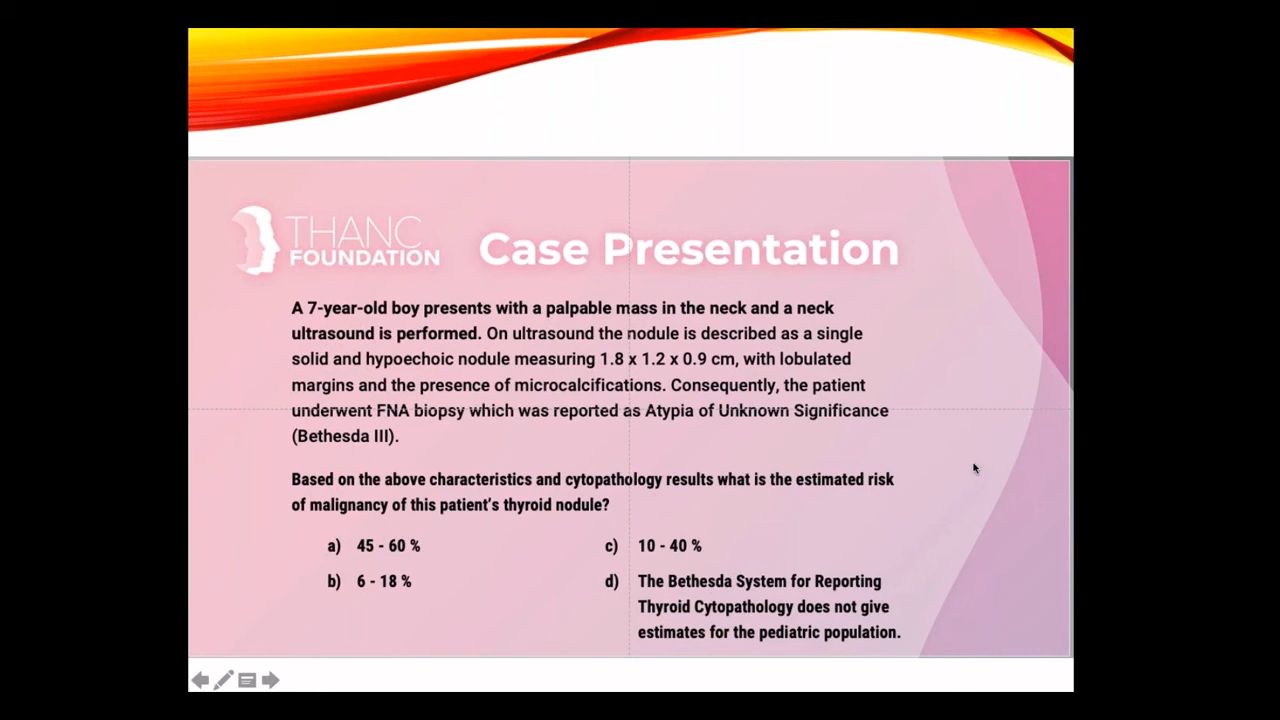 THANC
FOUNDATION
Case Presentation
A 7-year-old boy presents with a palpable mass in the neck and a neck
ultrasound is performed. On ultrasound the nodule is described as a single
solid and hypoechoic nodule measuring 1.8 x 1.2 x 0.9 cm, with lobulated
margins and the presence of microcalcifications. Consequently, the patient
underwent FNA biopsy which was reported as Atypia of Unknown Significance
(Bethesda III).
Based on the above characteristics and cytopathology results what is the estimated risk
of malignancy of this patient's thyroid nodule?
a) 45 - 60 %
b) 6 - 18 %
c) 10 - 40 %
d) The Bethesda System for Reporting
Thyroid Cytopathology does not give
estimates for the pediatric population.